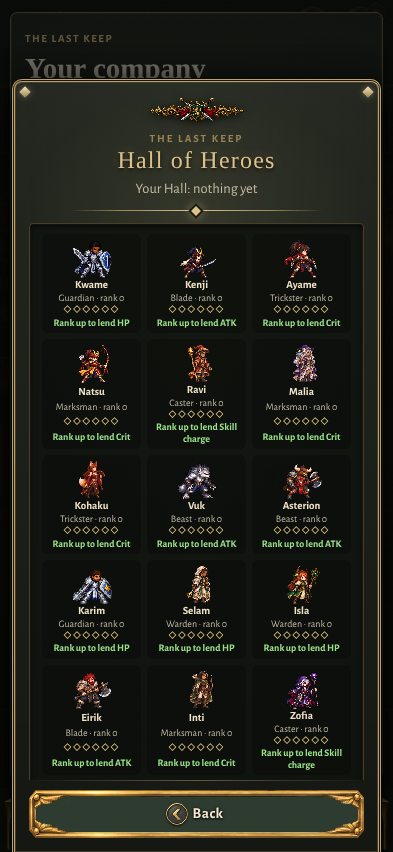 THE LAST KEEP
Your company
THE LAST KEEP
Hall of Heroes
Your Hall: nothing yet
Kwame
Guardian · rank 0
Rank up to lend HP
Kenji
Blade · rank 0
Rank up to lend ATK
Ayame
Trickster · rank 0
Rank up to lend Crit
Natsu
Marksman · rank 0
Rank up to lend Crit
Ravi
Caster · rank 0
Rank up to lend Skill
charge
Malia
Marksman · rank 0
Rank up to lend Crit
Kohaku
Trickster · rank 0
Rank up to lend Crit
Vuk
Beast · rank 0
Rank up to lend ATK
Asterion
Beast · rank 0
Rank up to lend ATK
Karim
Guardian · rank 0
Rank up to lend HP
Selam
Warden · rank 0
Rank up to lend HP
Isla
Warden · rank 0
Rank up to lend HP
Eirik
Blade · rank 0
Rank up to lend ATK
Inti
Marksman · rank 0
Rank up to lend Crit
Zofia
Caster · rank 0
Rank up to lend Skill
charge
Back